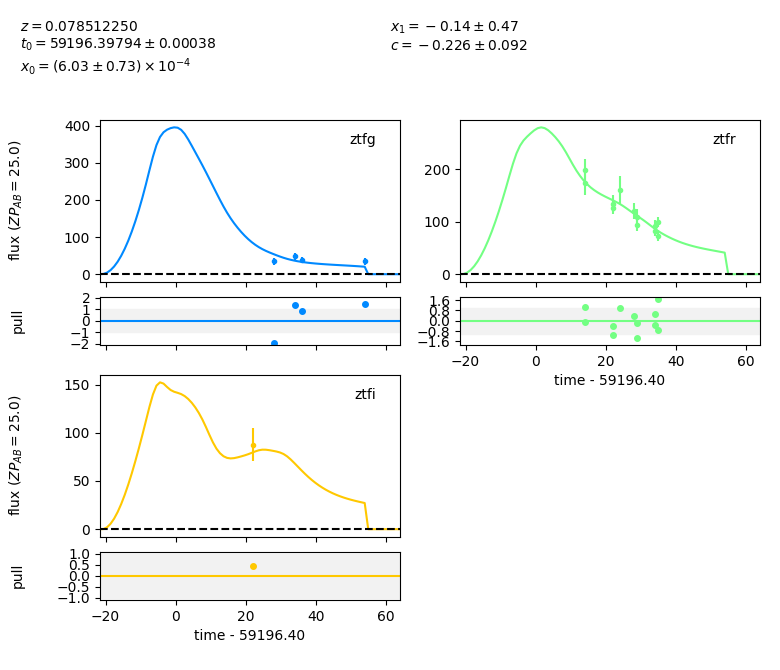 z = 0.078512250
t₀ = 59196.39794 ± 0.00038
x₀ = (6.03 ± 0.73) × 10⁻⁴
x₁ = −0.14 ± 0.47
c = −0.226 ± 0.092
flux (ZP_AB = 25.0)
400
300
200
100
0
ztfg
200
100
0
ztfr
pull
2
1
0
−1
−2
1.6
0.8
0.0
−0.8
−1.6
−20 0 20 40 60
time - 59196.40
flux (ZP_AB = 25.0)
150
100
50
0
ztfi
pull
1.0
0.5
0.0
−0.5
−1.0
−20 0 20 40 60
time - 59196.40